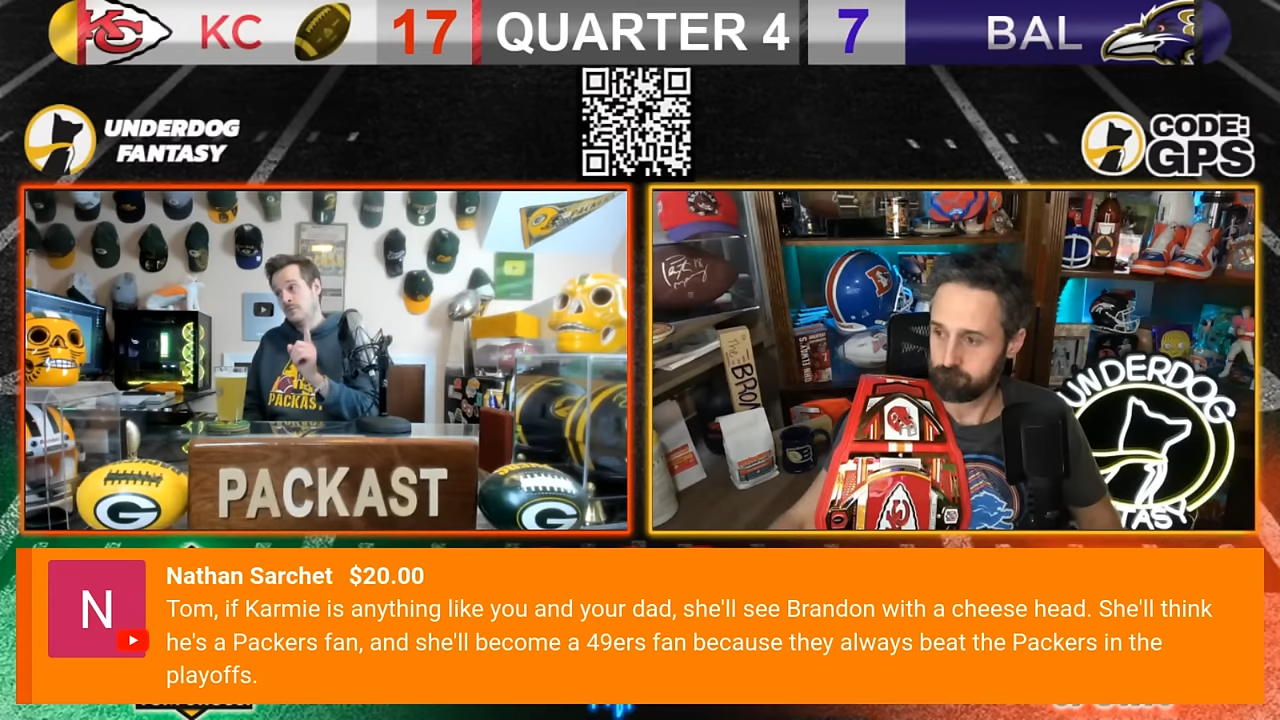 KC
17
QUARTER 4
7
BAL
UNDERDOG
FANTASY
CODE:
GPS
PACKAST
PACKAST
G
G
KC
UNDERDOG
N
Nathan Sarchet $20.00
Tom, if Karmie is anything like you and your dad, she'll see Brandon with a cheese head. She'll think
he's a Packers fan, and she'll become a 49ers fan because they always beat the Packers in the
playoffs.